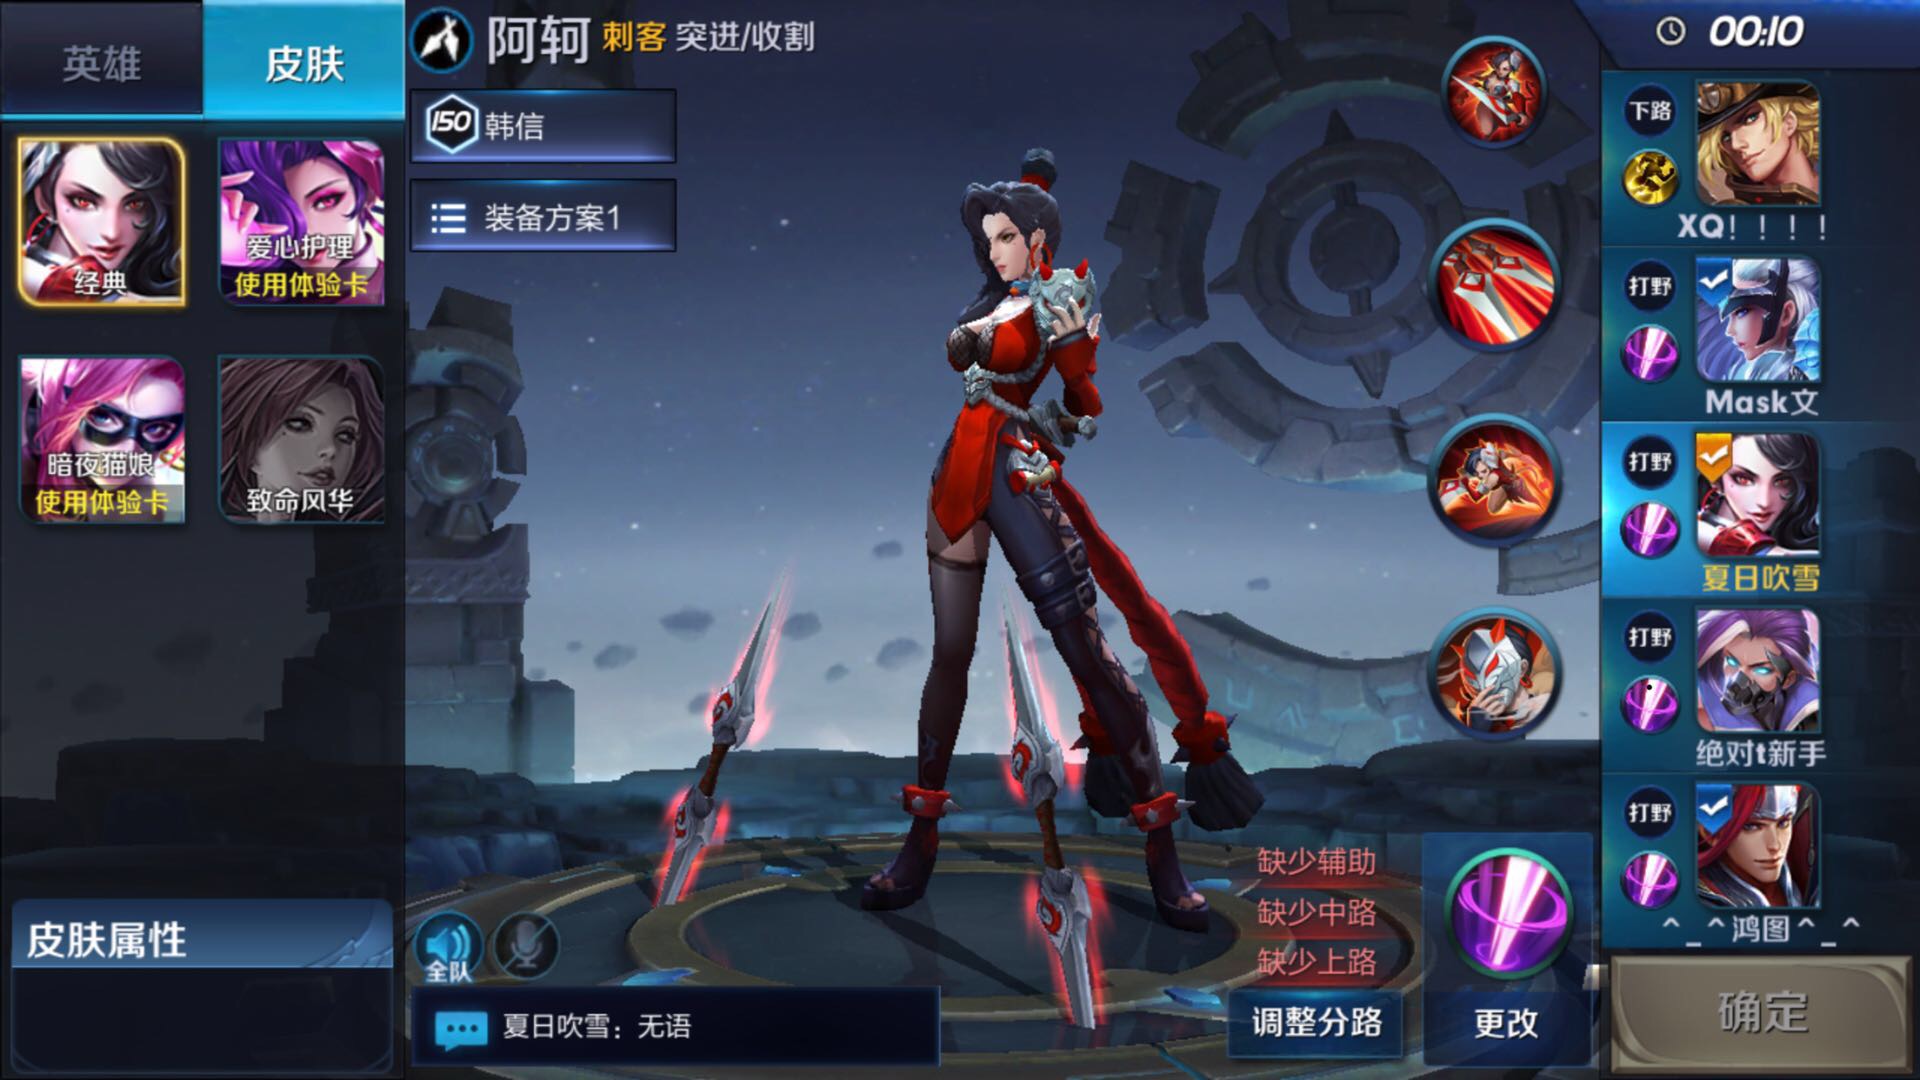 英雄
皮肤
阿轲 刺客 突进/收割
00:10
150 韩信
装备方案1
经典
爱心护理
使用体验卡
暗夜猫娘
使用体验卡
致命风华
下路
XQ！！！！
打野
Mask文
打野
夏日吹雪
打野
绝对t新手
打野
^_^鸿图^_^
皮肤属性
全队
夏日吹雪：无语
缺少辅助
缺少中路
缺少上路
调整分路
更改
确定